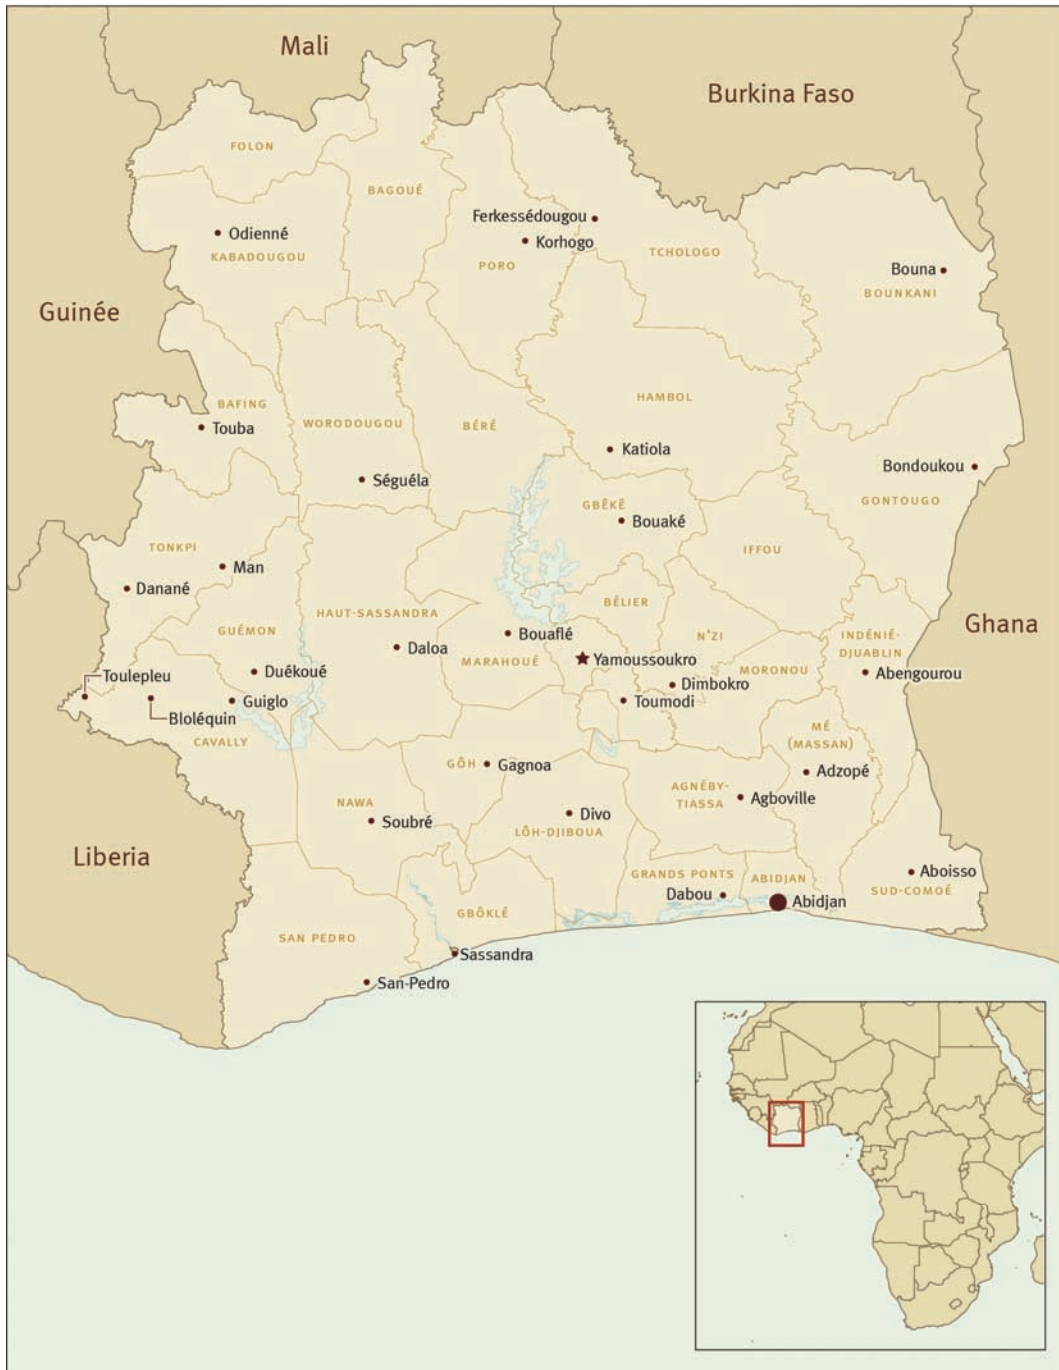 Mali
Burkina Faso
FOLON
BAGOUÉ
Ferkessédougou
Odienné
Korhogo
KABADOUGOU
PORO
TCHOLOGO
Bouna
BOUNKANI
Guinée
BAFING
HAMBOL
WORODOUGOU
BÉRÉ
Touba
Katiola
Séguéla
Bondoukou
GONTOUGO
GBÊKÊ
Bouaké
TONKPI
IFFOU
Man
Danané
BÉLIER
HAUT-SASSANDRA
Ghana
GUÉMON
Bouaflé
N'ZI
INDÉNIÉ-
DJUABLIN
Daloa
MARAHOUÉ
Yamoussoukro
MORONOU
Toulepleu
Duékoué
Abengourou
Dimbokro
Guiglo
Toumodi
Bloléquin
MÉ
(MASSAN)
CAVALLY
GÔH
Gagnoa
Adzopé
AGNÉBY-
TIASSA
Agboville
NAWA
Soubré
Divo
LÔH-DJIBOUA
Liberia
GRANDS PONTS
ABIDJAN
Aboisso
SUD-COMOÉ
Dabou
Abidjan
GBÔKLÉ
SAN PEDRO
Sassandra
San-Pedro